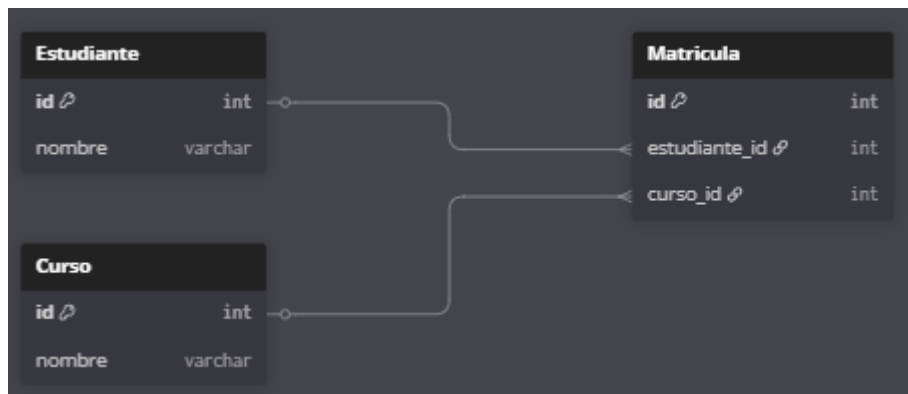 Estudiante
id int
nombre varchar
Matricula
id int
estudiante_id int
curso_id int
Curso
id int
nombre varchar